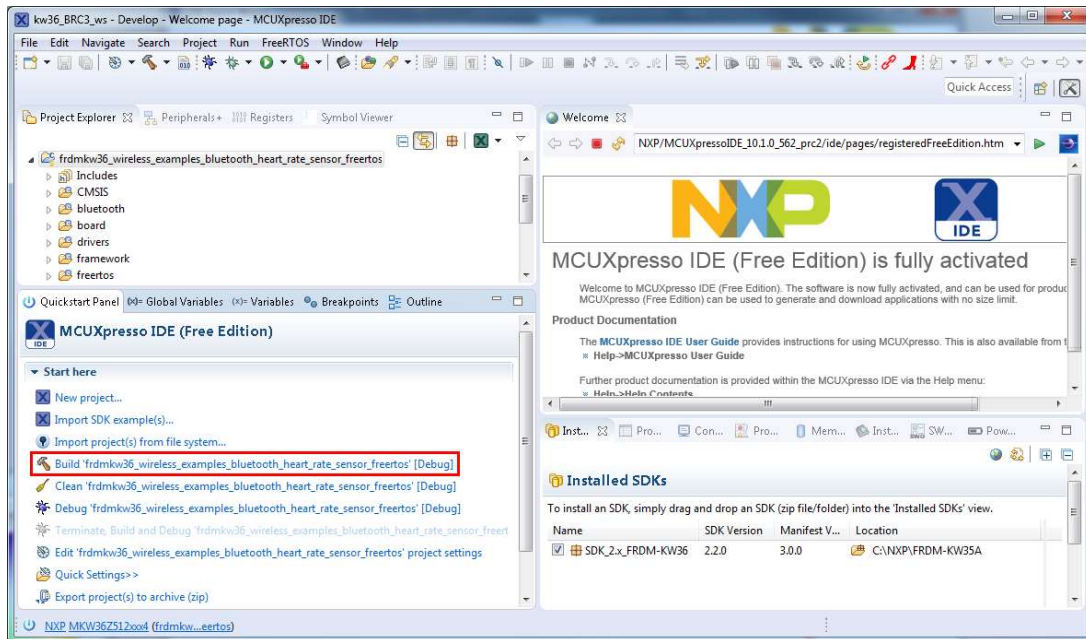 kw36_BRC3_ws - Develop - Welcome page - MCUXpresso IDE
File Edit Navigate Search Project Run FreeRTOS Window Help
Quick Access
Project Explorer Peripherals+ Registers Symbol Viewer
frdmkw36_wireless_examples_bluetooth_heart_rate_sensor_freertos
Includes
CMSIS
bluetooth
board
drivers
framework
freertos
Quickstart Panel (x)= Global Variables (x)= Variables Breakpoints Outline
MCUXpresso IDE (Free Edition)
IDE
Start here
New project...
Import SDK example(s)...
Import project(s) from file system...
Build 'frdmkw36_wireless_examples_bluetooth_heart_rate_sensor_freertos' [Debug]
Clean 'frdmkw36_wireless_examples_bluetooth_heart_rate_sensor_freertos' [Debug]
Debug 'frdmkw36_wireless_examples_bluetooth_heart_rate_sensor_freertos' [Debug]
Terminate, Build and Debug 'frdmkw36_wireless_examples_bluetooth_heart_rate_sensor_freert
Edit 'frdmkw36_wireless_examples_bluetooth_heart_rate_sensor_freertos' project settings
Quick Settings>>
Export project(s) to archive (zip)
Welcome
NXP/MCUXpressoIDE_10.1.0_562_prc2/ide/pages/registeredFreeEdition.htm
NXP
IDE
MCUXpresso IDE (Free Edition) is fully activated
Welcome to MCUXpresso IDE (Free Edition). The software is now fully activated, and can be used for produc
MCUXpresso (Free Edition) can be used to generate and download applications with no size limit.
Product Documentation
The MCUXpresso IDE User Guide provides instructions for using MCUXpresso. This is also available from t
» Help->MCUXpresso User Guide
Further product documentation is provided within the MCUXpresso IDE via the Help menu:
» Help->Help Contents
Inst... Pro... Con... Pro... Mem... Inst... SW... Pow...
Installed SDKs
To install an SDK, simply drag and drop an SDK (zip file/folder) into the 'Installed SDKs' view.
Name SDK Version Manifest V... Location
SDK_2.x_FRDM-KW36 2.2.0 3.0.0 C:\NXP\FRDM-KW35A
NXP MKW36Z512xxx4 (frdmkw...eertos)